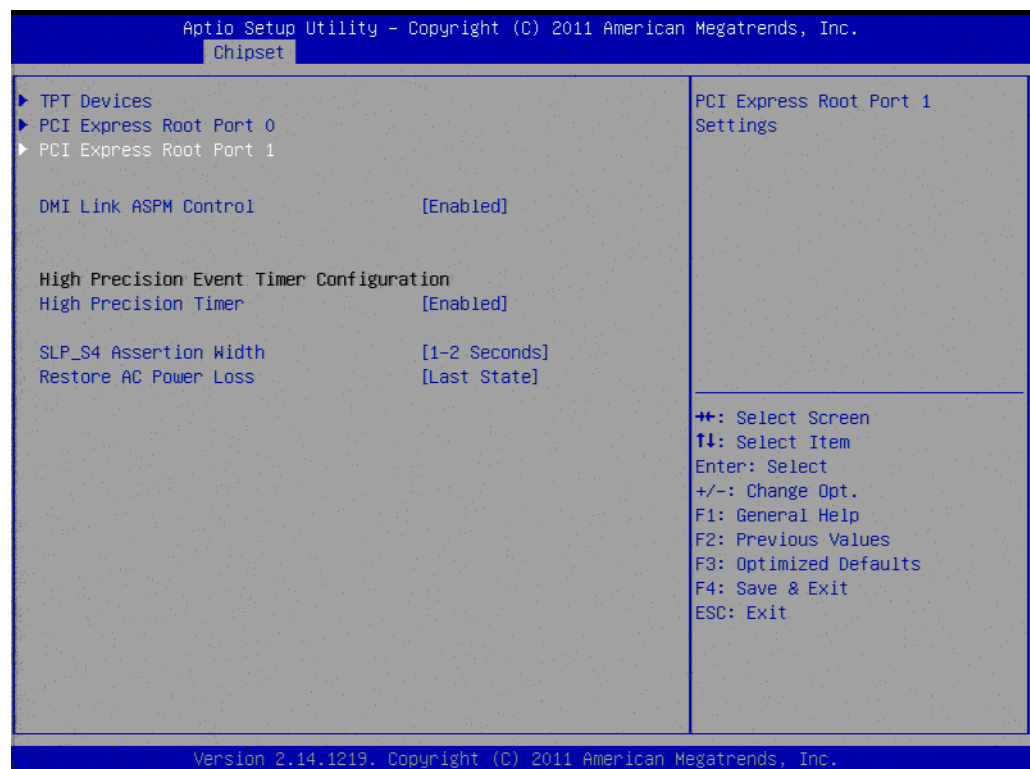 Aptio Setup Utility – Copyright (C) 2011 American Megatrends, Inc.
Chipset
TPT Devices
PCI Express Root Port 0
PCI Express Root Port 1
DMI Link ASPM Control [Enabled]
High Precision Event Timer Configuration
High Precision Timer [Enabled]
SLP_S4 Assertion Width [1-2 Seconds]
Restore AC Power Loss [Last State]
PCI Express Root Port 1
Settings
→←: Select Screen
↑↓: Select Item
Enter: Select
+/-: Change Opt.
F1: General Help
F2: Previous Values
F3: Optimized Defaults
F4: Save & Exit
ESC: Exit
Version 2.14.1219. Copyright (C) 2011 American Megatrends, Inc.